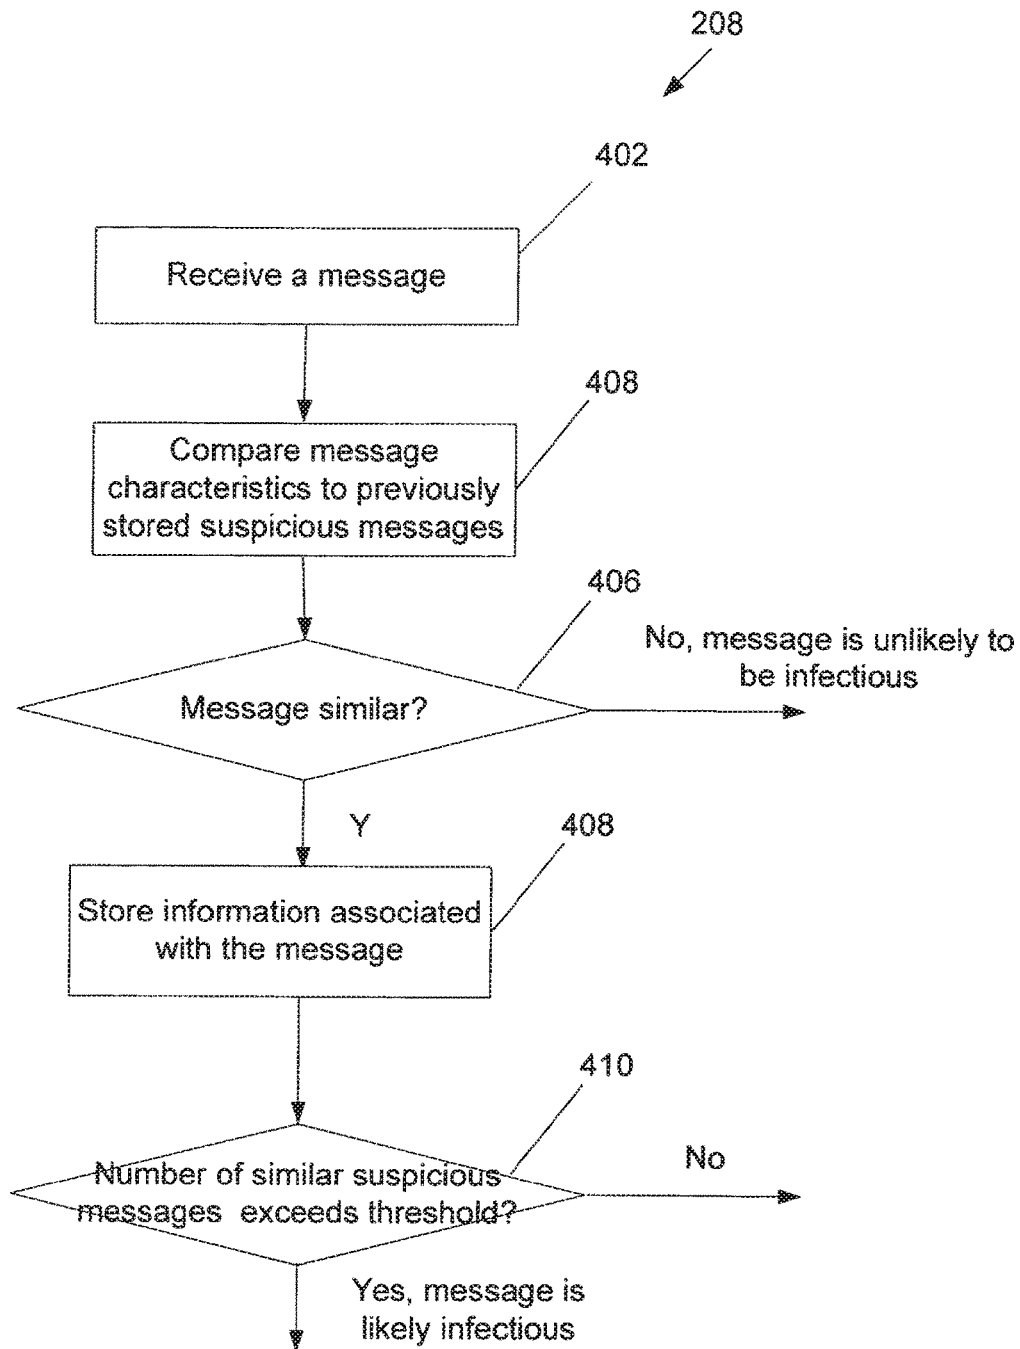 208
402
Receive a message
408
Compare message
characteristics to previously
stored suspicious messages
406
No, message is unlikely to
be infectious
Message similar?
Y
408
Store information associated
with the message
410
Number of similar suspicious
messages exceeds threshold?
No
Yes, message is
likely infectious